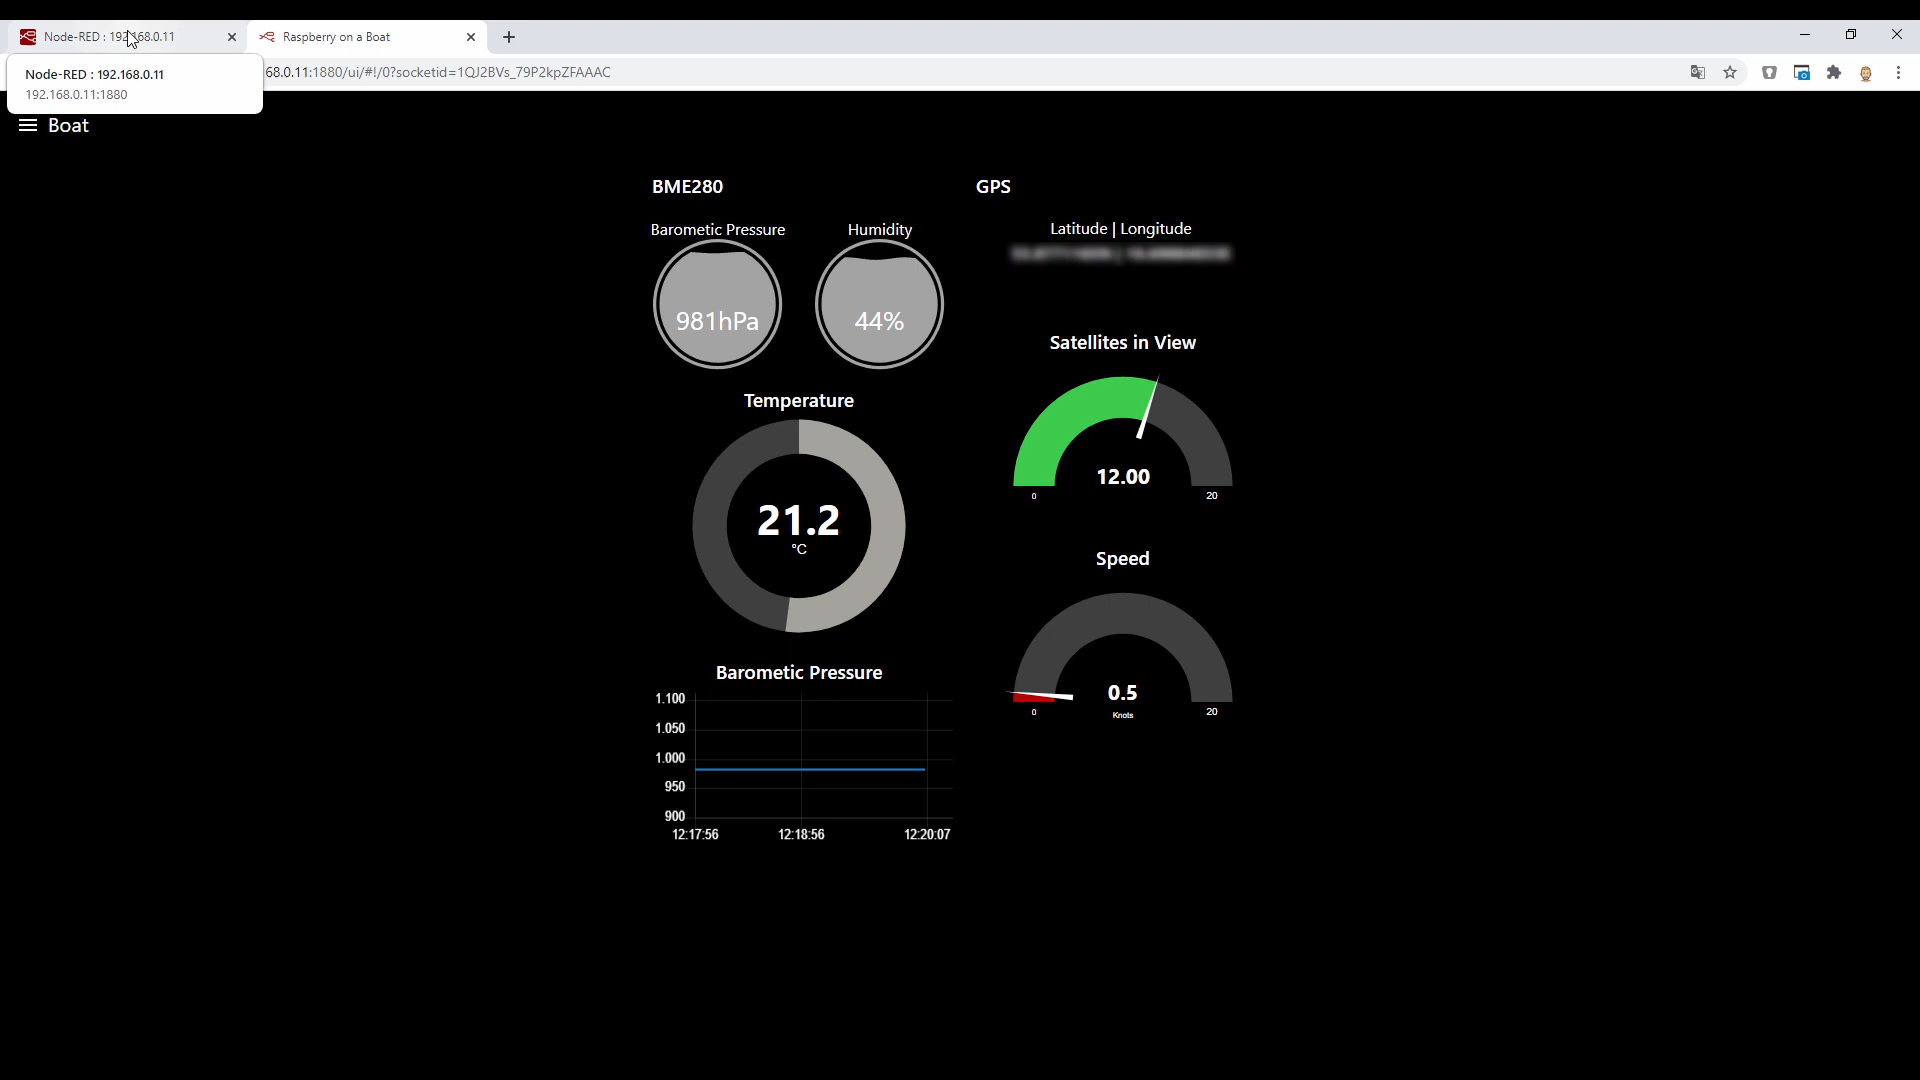 Node-RED : 192.168.0.11
Raspberry on a Boat
68.0.11:1880/ui/#!/0?socketid=1QJ2BVs_79P2kpZFAAAC
Node-RED : 192.168.0.11
192.168.0.11:1880
Boat
BME280
Barometic Pressure
Humidity
981hPa
44%
Temperature
21.2
°C
Barometic Pressure
1.100
1.050
1.000
950
900
12:17:56
12:18:56
12:20:07
GPS
Latitude | Longitude
Satellites in View
12.00
0
20
Speed
0.5
Knots
0
20